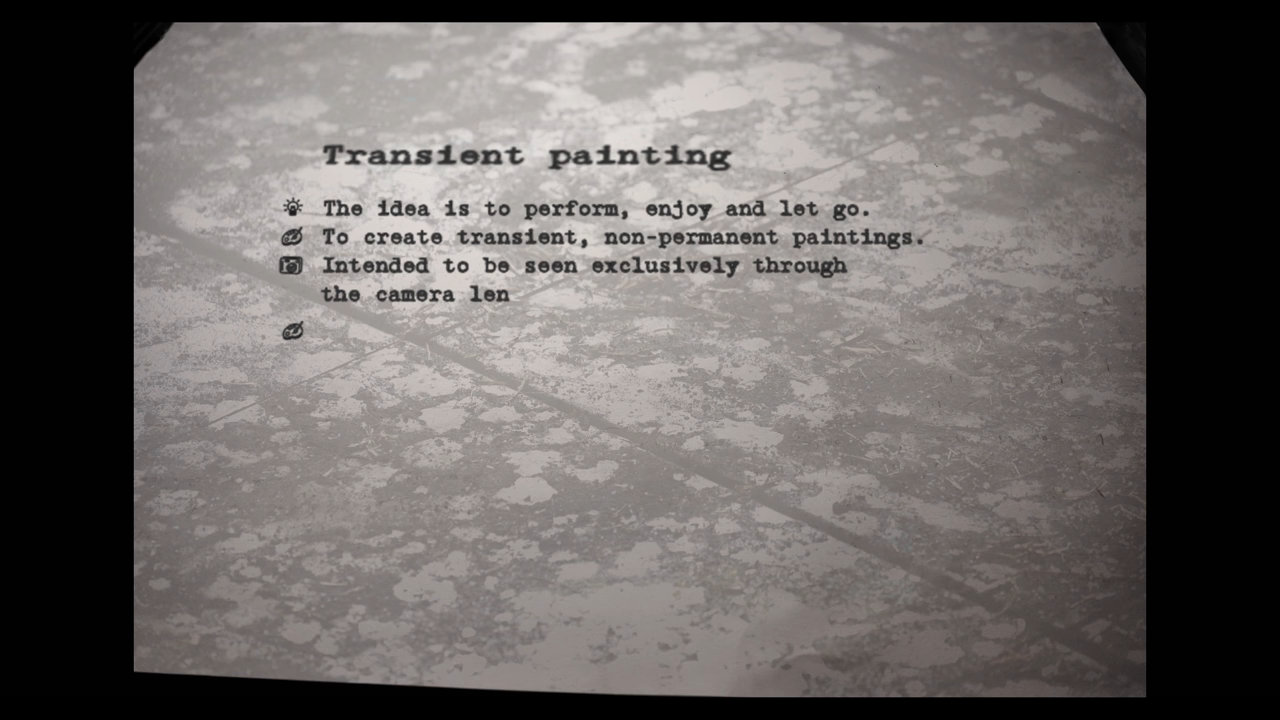 Transient painting
The idea is to perform, enjoy and let go.
To create transient, non-permanent paintings.
Intended to be seen exclusively through
the camera len